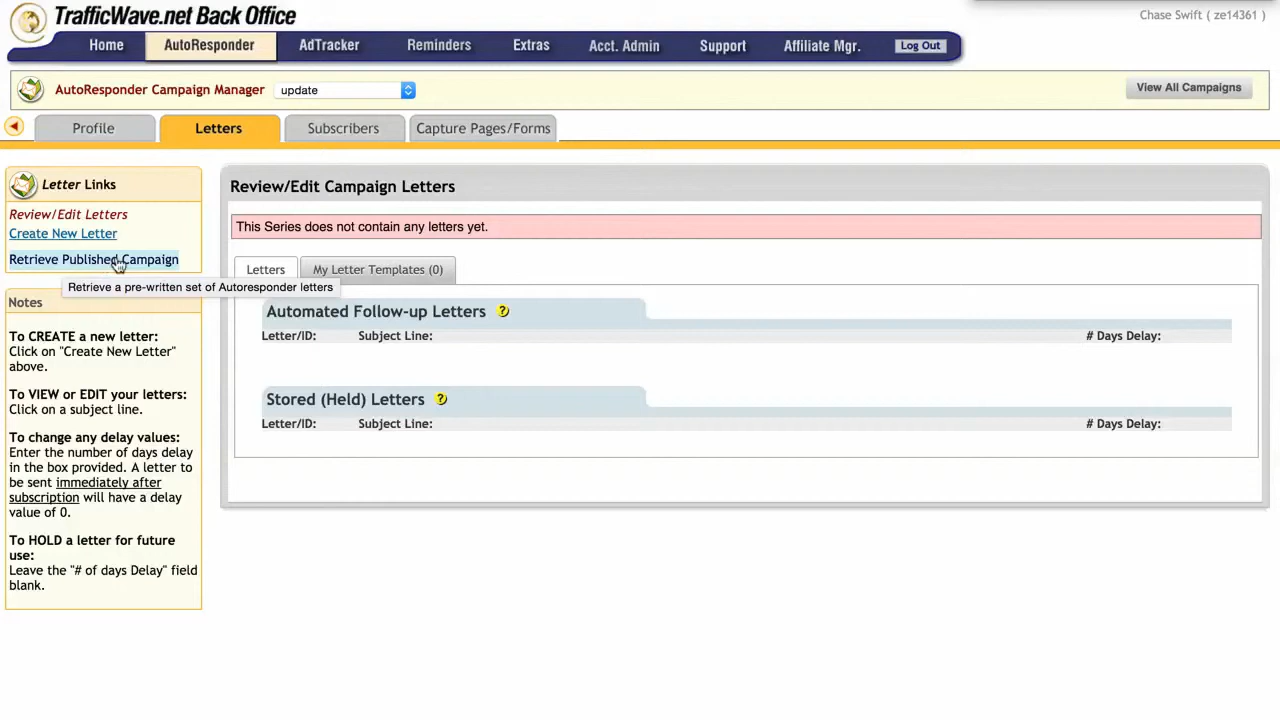 TrafficWave.net Back Office
Chase Swift ( ze14361 )
Home AutoResponder AdTracker Reminders Extras Acct. Admin Support Affiliate Mgr. Log Out
AutoResponder Campaign Manager update View All Campaigns
Profile Letters Subscribers Capture Pages/Forms
Letter Links
Review/Edit Letters
Create New Letter
Retrieve Published Campaign
Retrieve a pre-written set of Autoresponder letters
Notes
To CREATE a new letter:
Click on "Create New Letter"
above.
To VIEW or EDIT your letters:
Click on a subject line.
To change any delay values:
Enter the number of days delay
in the box provided. A letter to
be sent immediately after
subscription will have a delay
value of 0.
To HOLD a letter for future
use:
Leave the "# of days Delay" field
blank.
Review/Edit Campaign Letters
This Series does not contain any letters yet.
Letters My Letter Templates (0)
Automated Follow-up Letters ?
Letter/ID: Subject Line: # Days Delay:
Stored (Held) Letters ?
Letter/ID: Subject Line: # Days Delay: